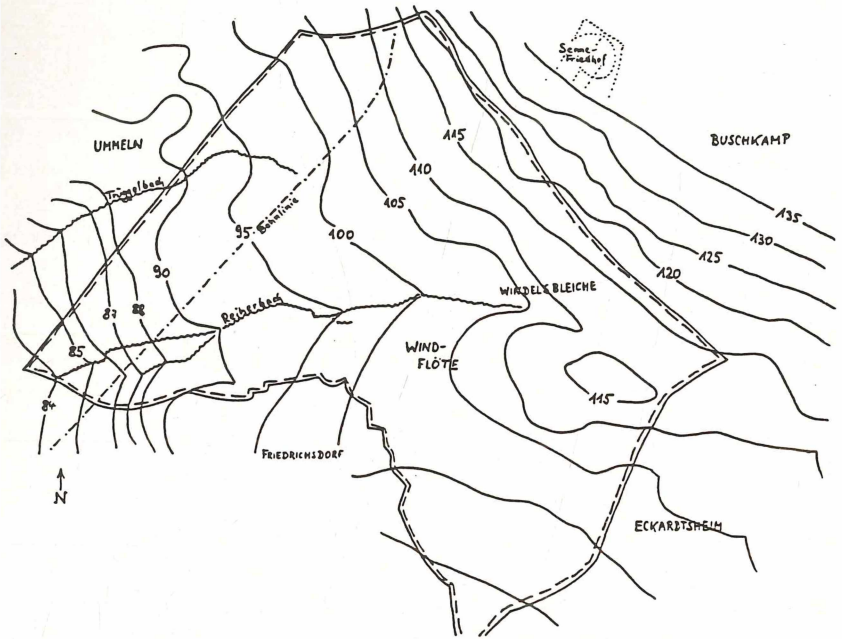 Senne-
Friedhof
UMMELN
115
BUSCHKAMP
Trüggelbach
110
105
135
95
Bahnlinie
100
130
125
90
120
WINDELSBLEICHE
Reiherbach
87
88
85
WIND-
FLÖTE
84
115
FRIEDRICHSDORF
N
ECKARDTSHEIM